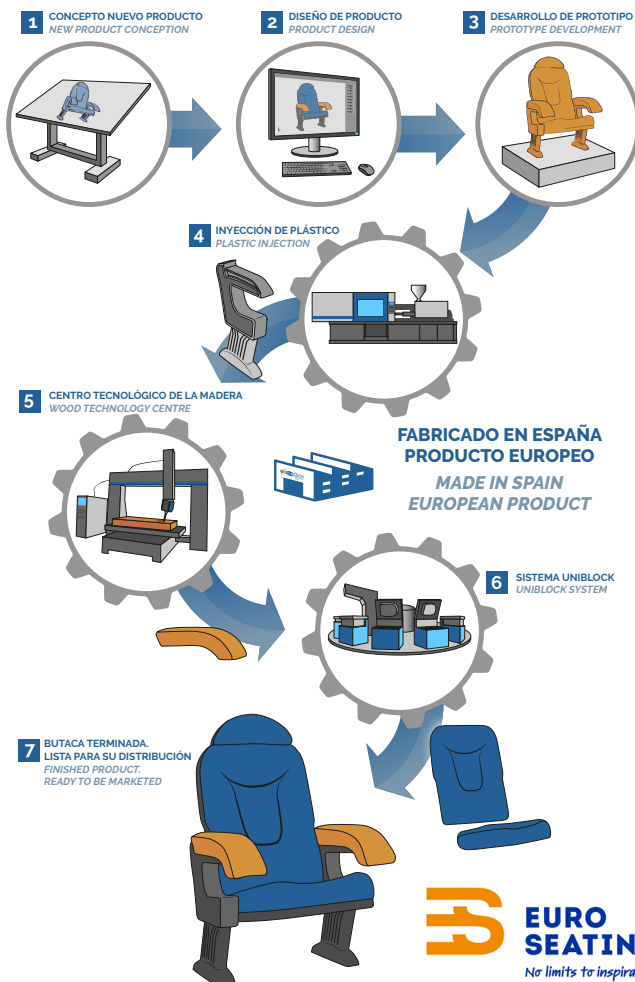 1 CONCEPTO NUEVO PRODUCTO
NEW PRODUCT CONCEPTION
2 DISEÑO DE PRODUCTO
PRODUCT DESIGN
3 DESARROLLO DE PROTOTIPO
PROTOTYPE DEVELOPMENT
4 INYECCIÓN DE PLÁSTICO
PLASTIC INJECTION
5 CENTRO TECNOLÓGICO DE LA MADERA
WOOD TECHNOLOGY CENTRE
FABRICADO EN ESPAÑA
PRODUCTO EUROPEO
MADE IN SPAIN
EUROPEAN PRODUCT
6 SISTEMA UNIBLOCK
UNIBLOCK SYSTEM
7 BUTACA TERMINADA.
LISTA PARA SU DISTRIBUCIÓN
FINISHED PRODUCT.
READY TO BE MARKETED
EURO
SEATIN
No limits to inspira